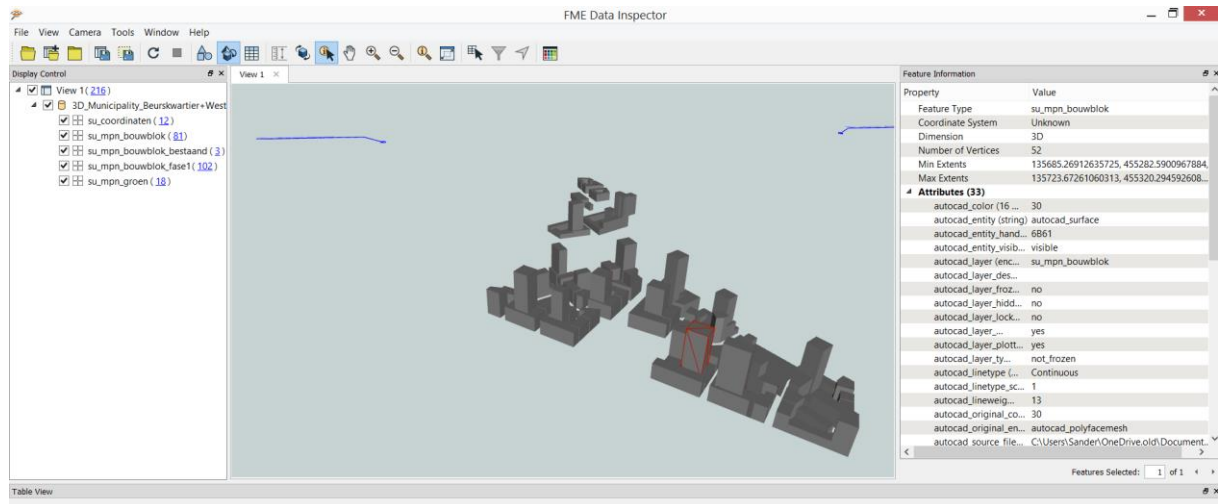 FME Data Inspector
File View Camera Tools Window Help
Display Control
View 1
Feature Information
View 1 ( 216 )
3D_Municipality_Beurskwartier+West
su_coordinaten ( 12 )
su_mpn_bouwblok ( 81 )
su_mpn_bouwblok_bestaand ( 3 )
su_mpn_bouwblok_fase1 ( 102 )
su_mpn_groen ( 18 )
Property Value
Feature Type su_mpn_bouwblok
Coordinate System Unknown
Dimension 3D
Number of Vertices 52
Min Extents 135685.26912635725, 455282.5900967884,
Max Extents 135723.67261060313, 455320.294592608...
Attributes (33)
autocad_color (16 ... 30
autocad_entity (string) autocad_surface
autocad_entity_hand... 6B61
autocad_entity_visib... visible
autocad_layer (enc... su_mpn_bouwblok
autocad_layer_des...
autocad_layer_froz... no
autocad_layer_hidd... no
autocad_layer_lock... no
autocad_layer_... yes
autocad_layer_plott... yes
autocad_layer_ty... not_frozen
autocad_linetype (... Continuous
autocad_linetype_sc... 1
autocad_lineweig... 13
autocad_original_co... 30
autocad_original_en... autocad_polyfacemesh
autocad_source_file... C:\Users\Sander\OneDrive.old\Document...
Features Selected: 1 of 1
Table View